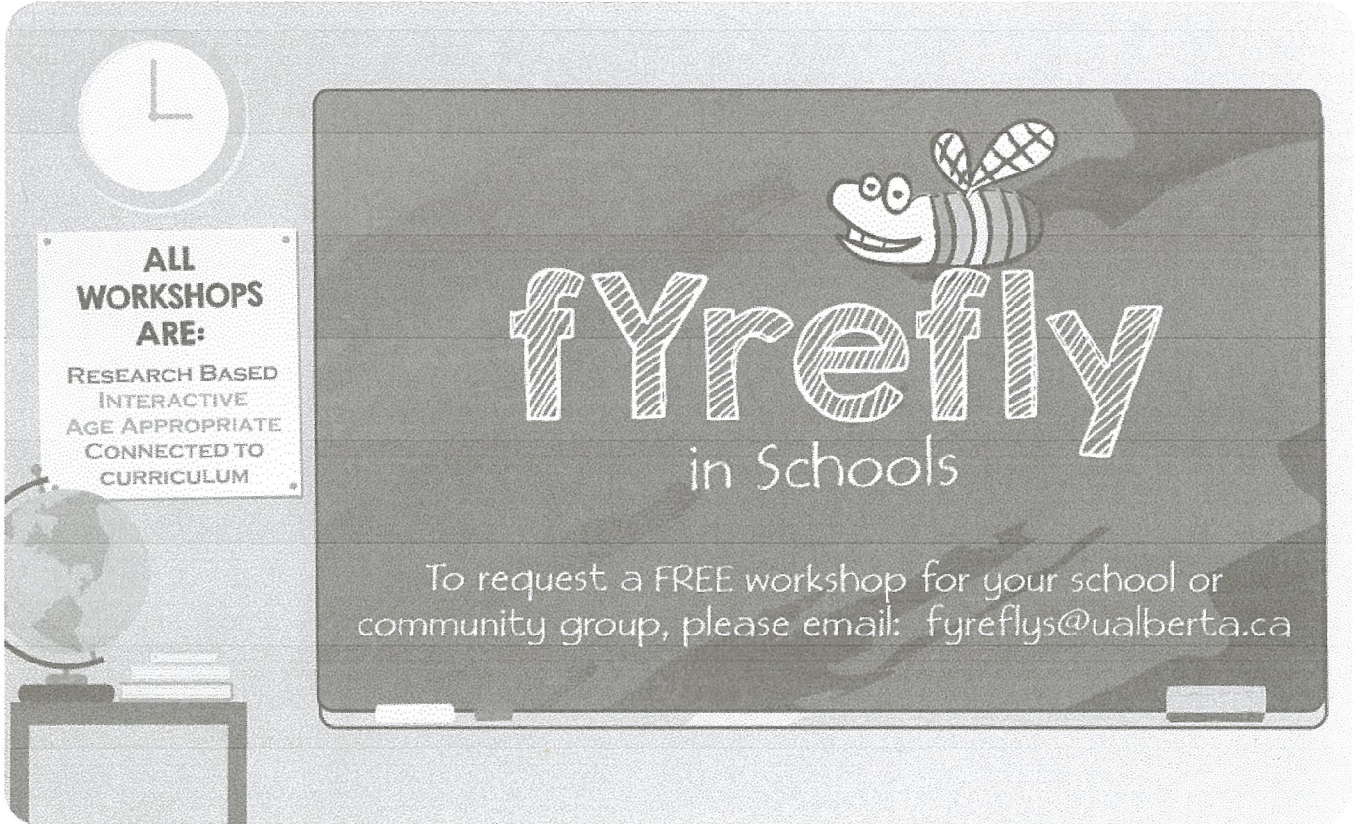 ALL
WORKSHOPS
ARE:
RESEARCH BASED
INTERACTIVE
AGE APPROPRIATE
CONNECTED TO
CURRICULUM
fYrefly
in Schools
To request a FREE workshop for your school or
community group, please email: fyreflys@ualberta.ca